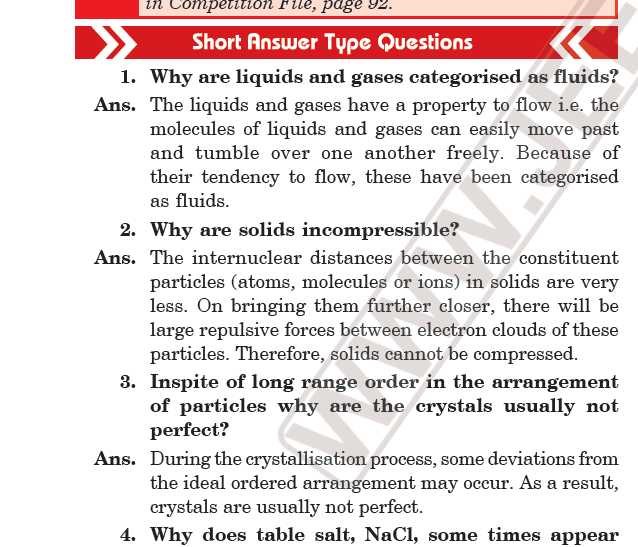 in Competition File, page 92.
Short Answer Type Questions
1. Why are liquids and gases categorised as fluids?
Ans. The liquids and gases have a property to flow i.e. the
molecules of liquids and gases can easily move past
and tumble over one another freely. Because of
their tendency to flow, these have been categorised
as fluids.
2. Why are solids incompressible?
Ans. The internuclear distances between the constituent
particles (atoms, molecules or ions) in solids are very
less. On bringing them further closer, there will be
large repulsive forces between electron clouds of these
particles. Therefore, solids cannot be compressed.
3. Inspite of long range order in the arrangement
of particles why are the crystals usually not
perfect?
Ans. During the crystallisation process, some deviations from
the ideal ordered arrangement may occur. As a result,
crystals are usually not perfect.
4. Why does table salt, NaCl, some times appear
WWW.JEE